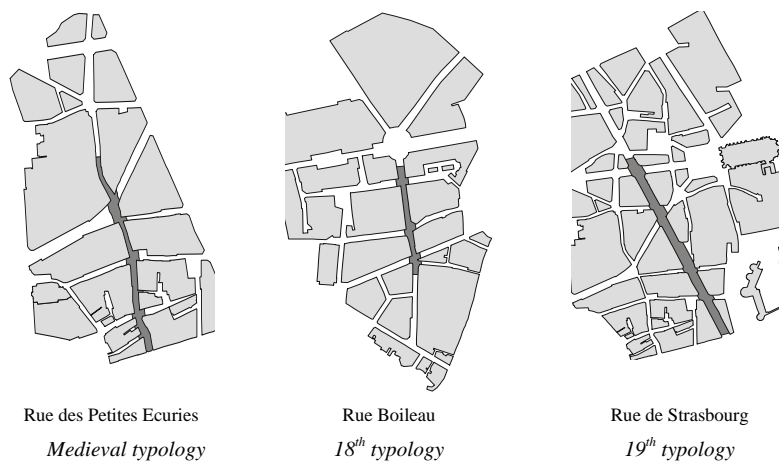 Rue des Petites Ecuries
Medieval typology
Rue Boileau
18th typology
Rue de Strasbourg
19th typology